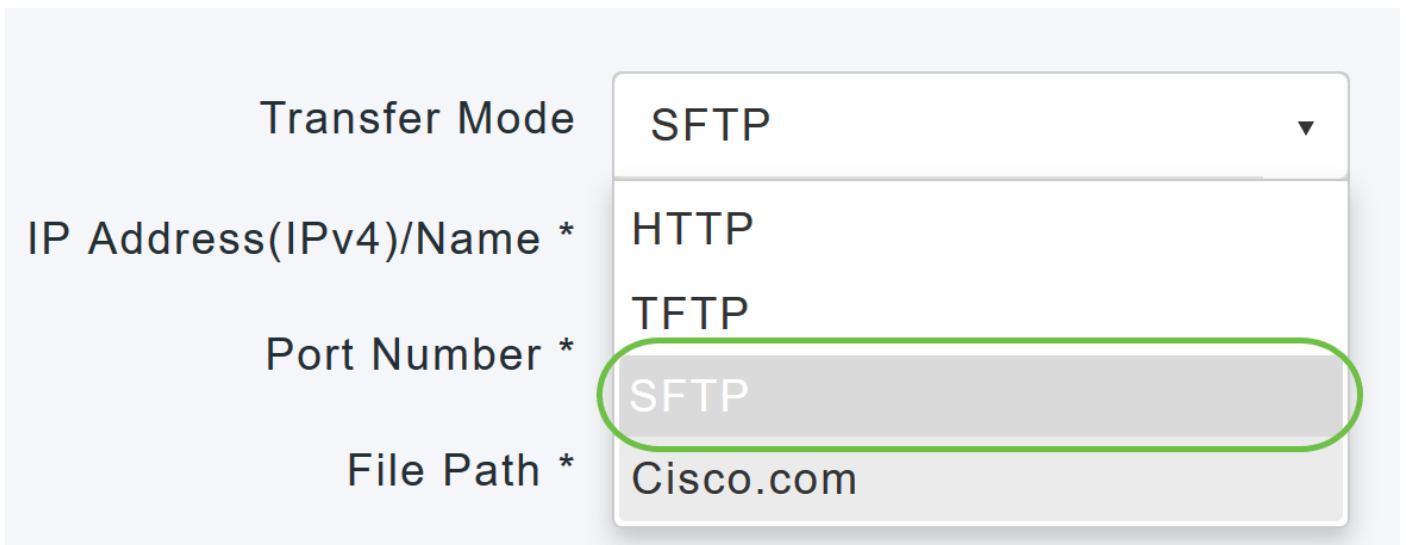 Transfer Mode SFTP
IP Address(IPv4)/Name * HTTP
TFTP
Port Number *
SFTP
File Path * Cisco.com